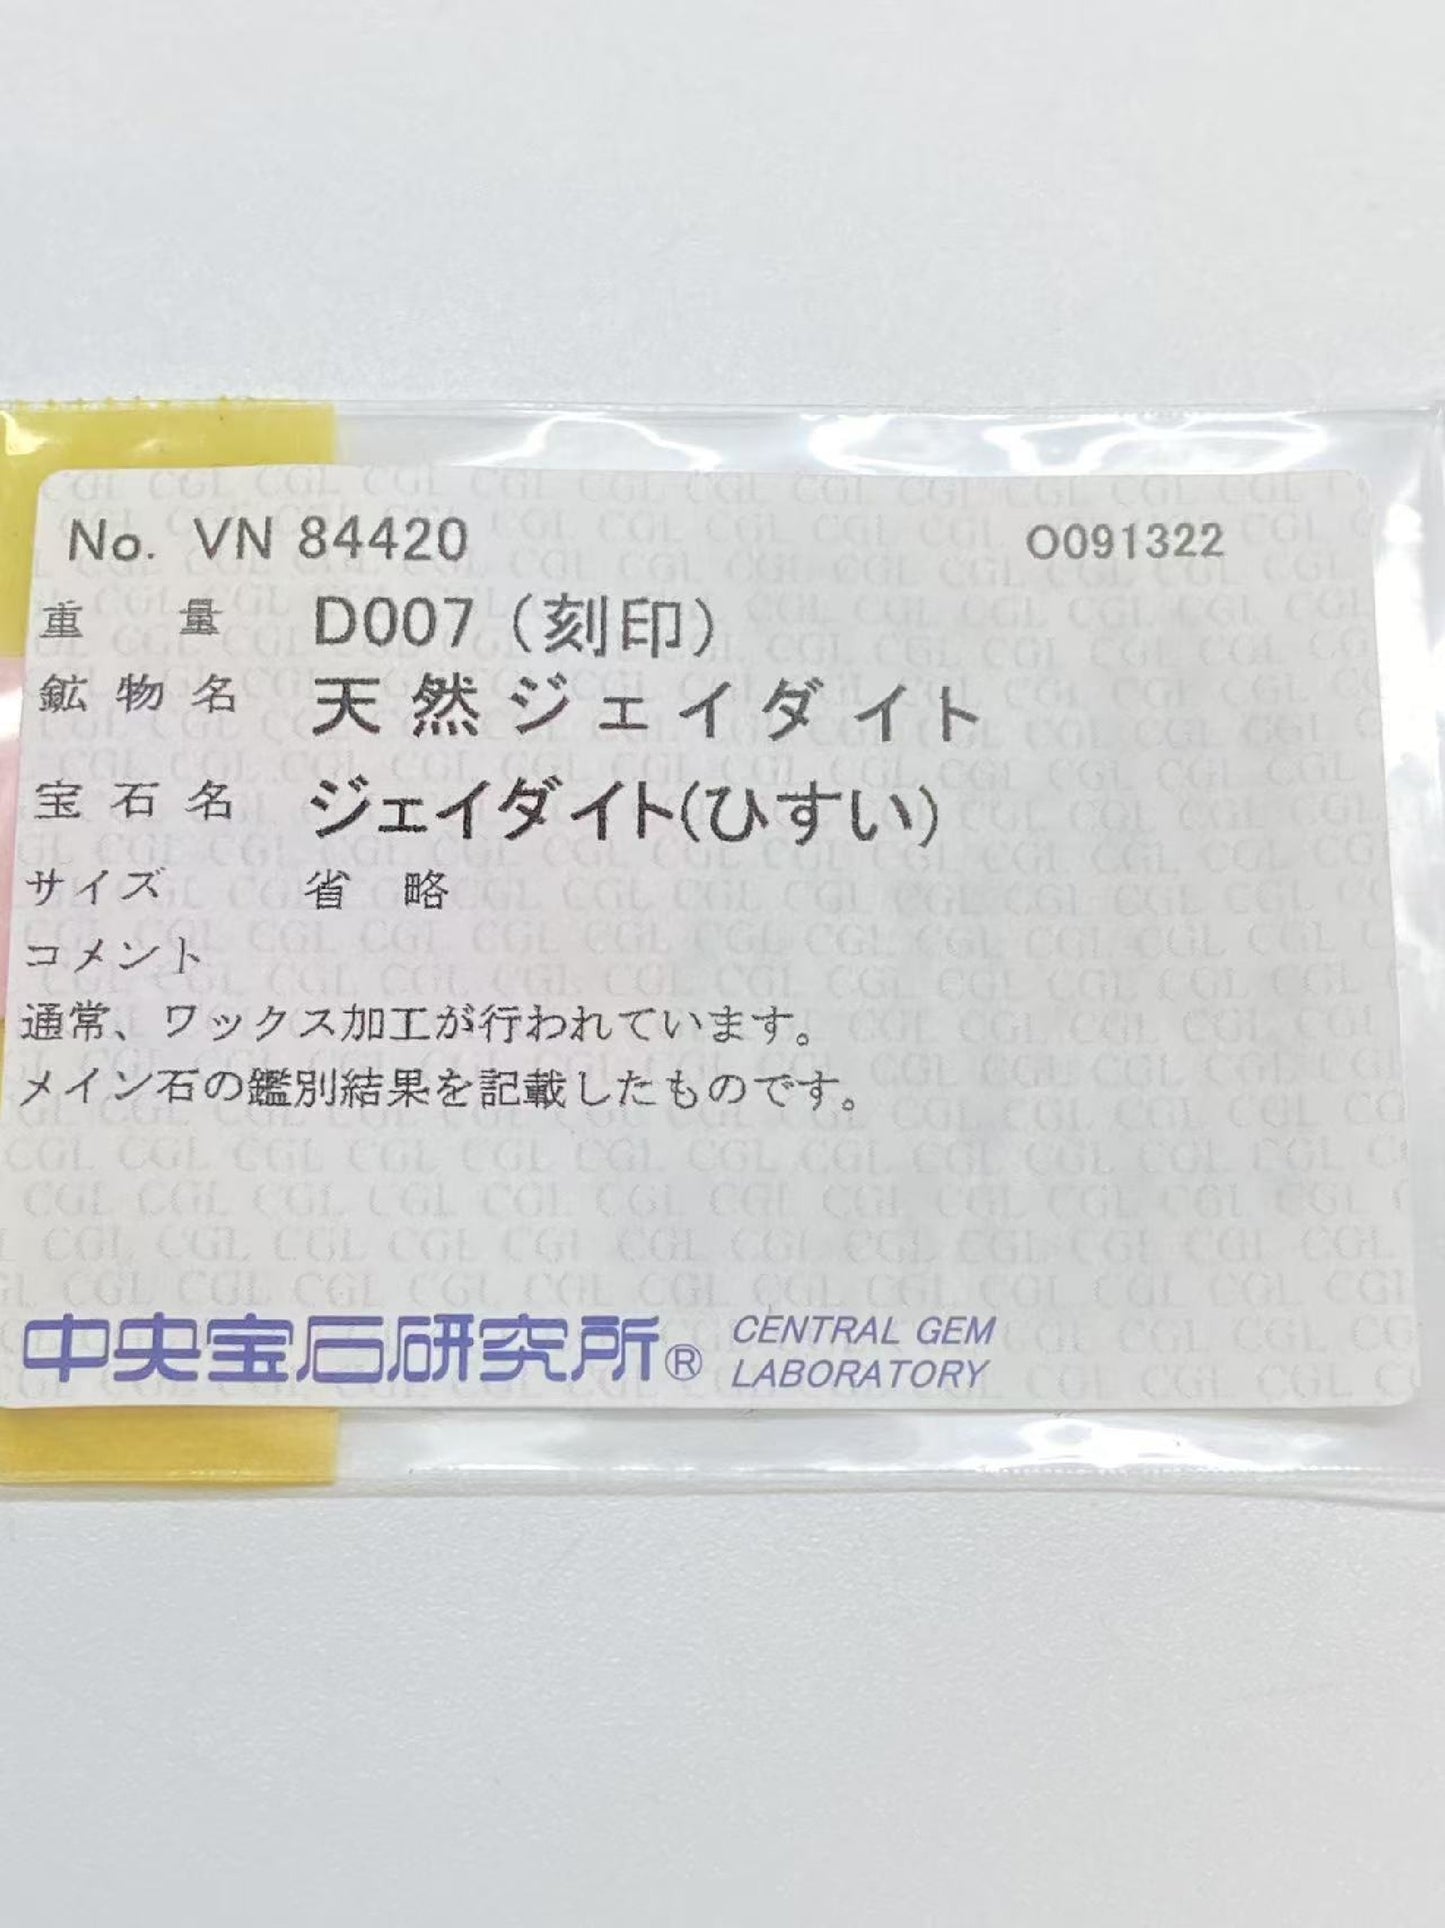 No. VN 84420 O091322
重量 D007（刻印）
鉱物名 天然ジェイダイト
宝石名 ジェイダイト(ひすい)
サイズ 省略
コメント
通常、ワックス加工が行われています。
メイン石の鑑別結果を記載したものです。
中央宝石研究所® CENTRAL GEM
LABORATORY